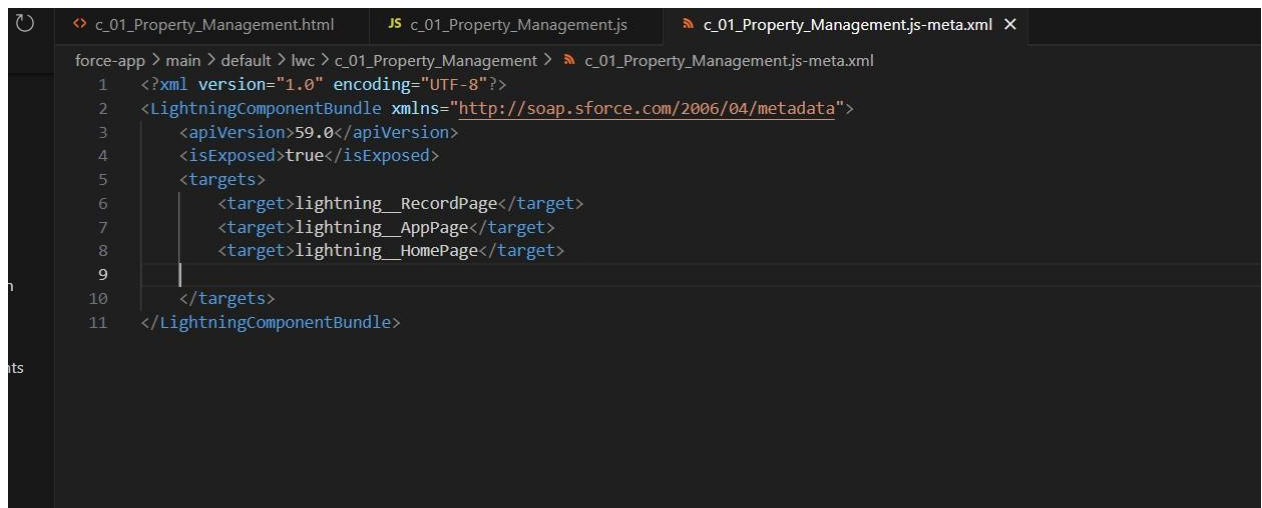 c_01_Property_Management.html JS c_01_Property_Management.js c_01_Property_Management.js-meta.xml
force-app > main > default > lwc > c_01_Property_Management > c_01_Property_Management.js-meta.xml
1 <?xml version="1.0" encoding="UTF-8"?>
2 <LightningComponentBundle xmlns="http://soap.sforce.com/2006/04/metadata">
3 <apiVersion>59.0</apiVersion>
4 <isExposed>true</isExposed>
5 <targets>
6 <target>lightning__RecordPage</target>
7 <target>lightning__AppPage</target>
8 <target>lightning__HomePage</target>
9
10 </targets>
11 </LightningComponentBundle>